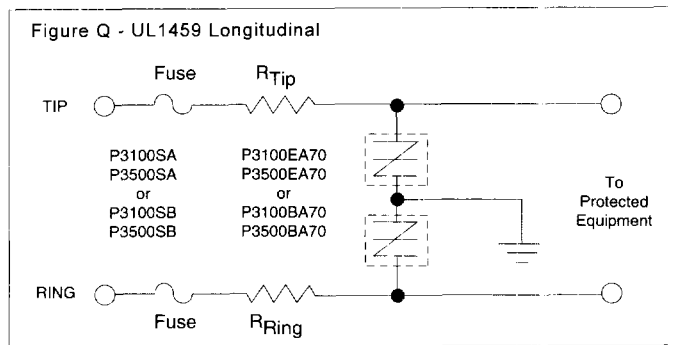 Figure Q - UL1459 Longitudinal
Fuse
RTip
TIP
P3100SA
P3500SA
or
P3100SB
P3500SB
P3100EA70
P3500EA70
or
P3100BA70
P3500BA70
To
Protected
Equipment
RING
Fuse
RRing